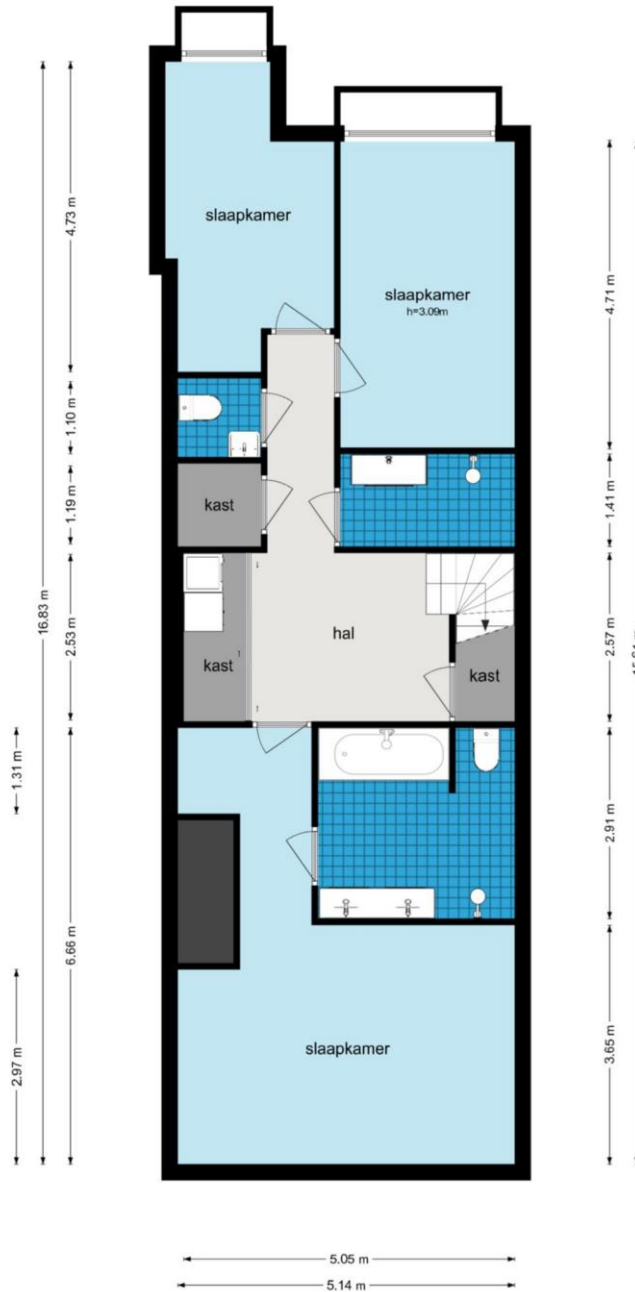 slaapkamer
slaapkamer
h=3.09m
kast
hal
kast
kast
slaapkamer
16.83 m
4.73 m
1.10 m
1.19 m
2.53 m
1.31 m
6.66 m
2.97 m
4.71 m
1.41 m
2.57 m
2.91 m
3.65 m
5.05 m
5.14 m